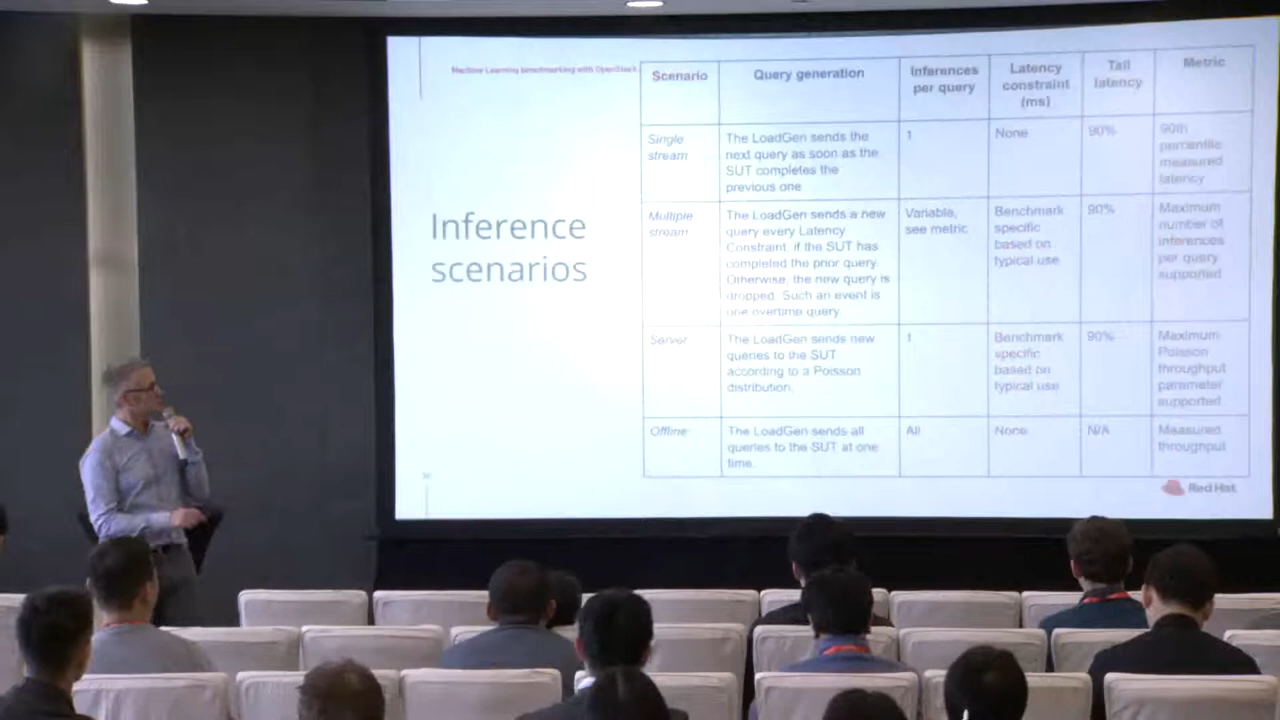 Machine Learning benchmarking with OpenStack
Inference
scenarios
Scenario
Query generation
Inferences
per query
Latency
constraint
(ms)
Tail
latency
Metric
Single
stream
The LoadGen sends the
next query as soon as the
SUT completes the
previous one
1
None
90%
90th
percentile
measured
latency
Multiple
stream
The LoadGen sends a new
query every Latency
Constraint, if the SUT has
completed the prior query.
Otherwise, the new query is
dropped. Such an event is
one overtime query.
Variable,
see metric
Benchmark
specific
based on
typical use
90%
Maximum
number of
inferences
per query
supported
Server
The LoadGen sends new
queries to the SUT
according to a Poisson
distribution.
1
Benchmark
specific
based on
typical use
90%
Maximum
Poisson
throughput
parameter
supported
Offline
The LoadGen sends all
queries to the SUT at one
time.
All
None
N/A
Measured
throughput
Red Hat